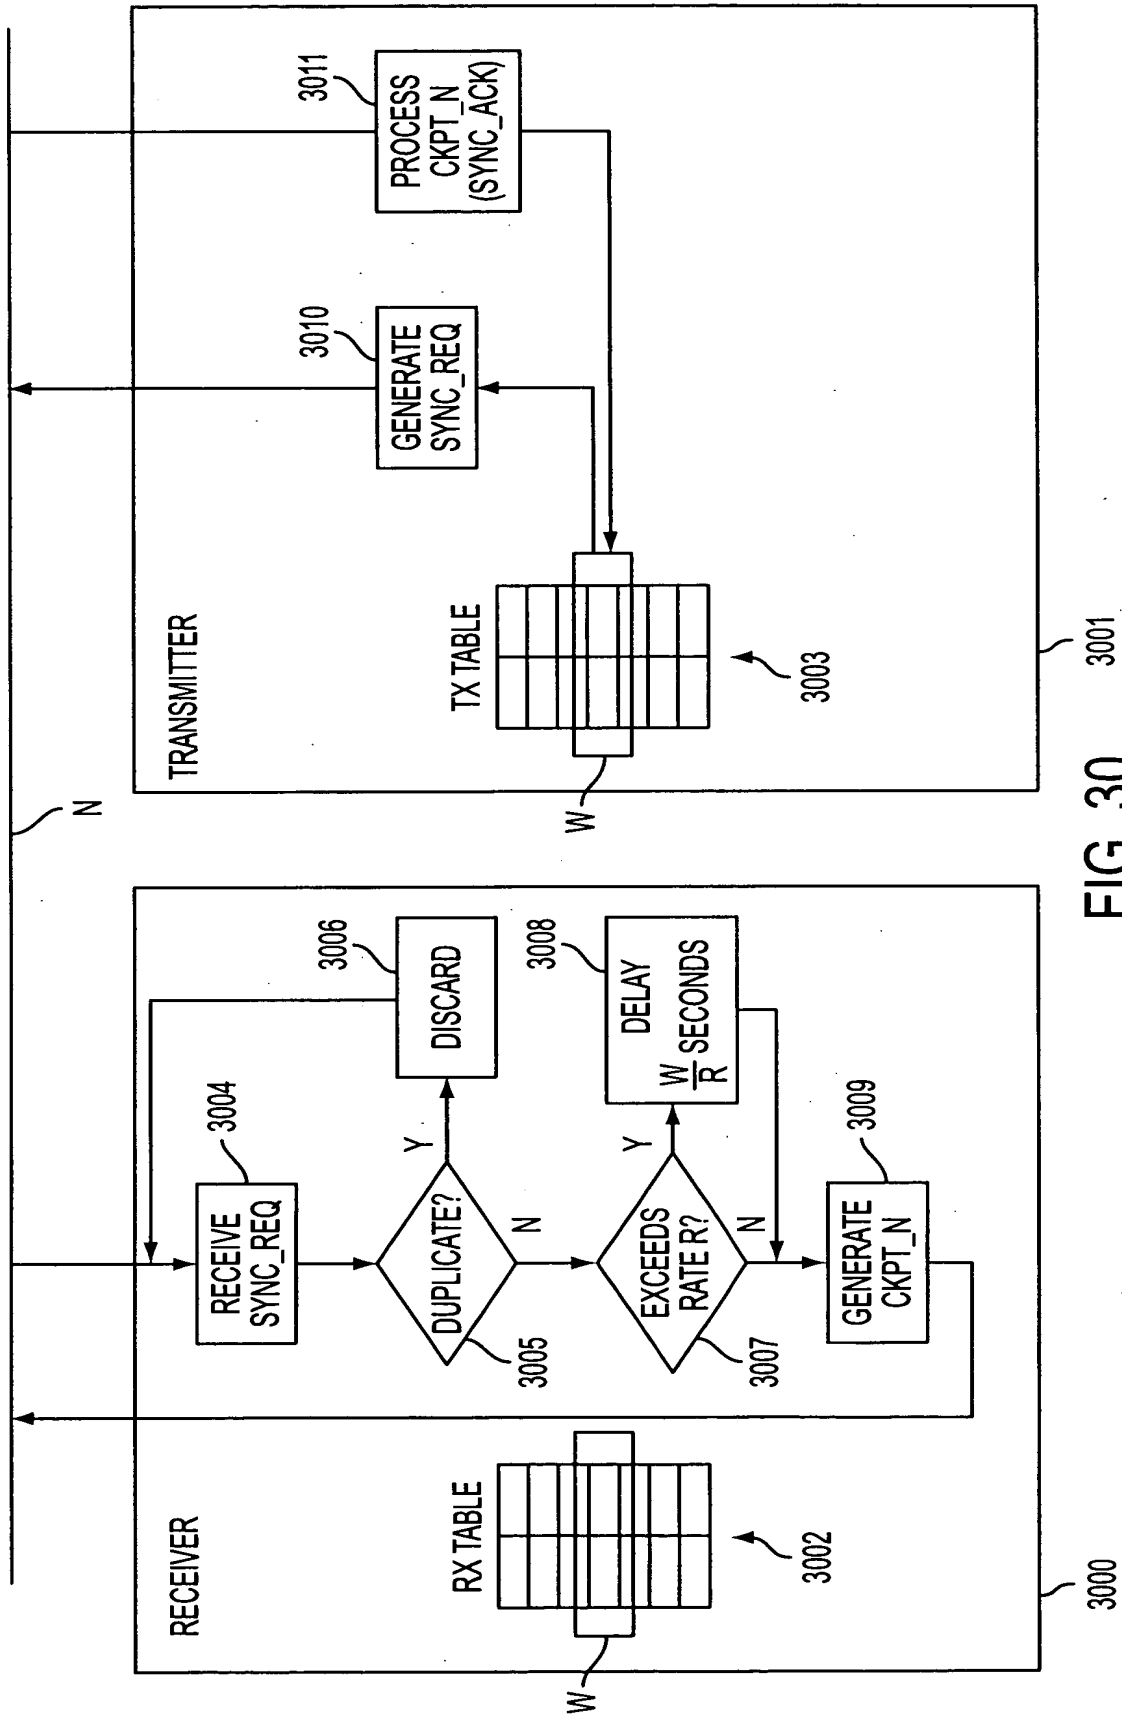 N
RECEIVER
RX TABLE
W
3002
3000
RECEIVE
SYNC_REQ
3004
DUPLICATE?
3005
Y
N
DISCARD
3006
EXCEEDS
RATE R?
3007
Y
N
DELAY
W
R
SECONDS
3008
GENERATE
CKPT_N
3009
TRANSMITTER
TX TABLE
W
3003
3001
GENERATE
SYNC_REQ
3010
PROCESS
CKPT_N
(SYNC_ACK)
3011
FIG. 30